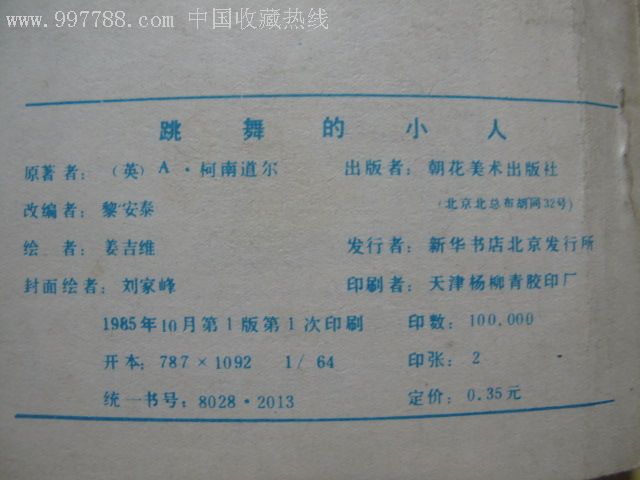 www.997788.com 中国收藏热线
跳舞的小人
原著者：（英）A·柯南道尔 出版者：朝花美术出版社
改编者：黎安泰 （北京北总布胡同32号）
绘者：姜吉维 发行者：新华书店北京发行所
封面绘者：刘家峰 印刷者：天津杨柳青胶印厂
1985年10月第1版第1次印刷 印数：100,000
开本：787×1092 1/64 印张：2
统一书号：8028·2013 定价：0.35元